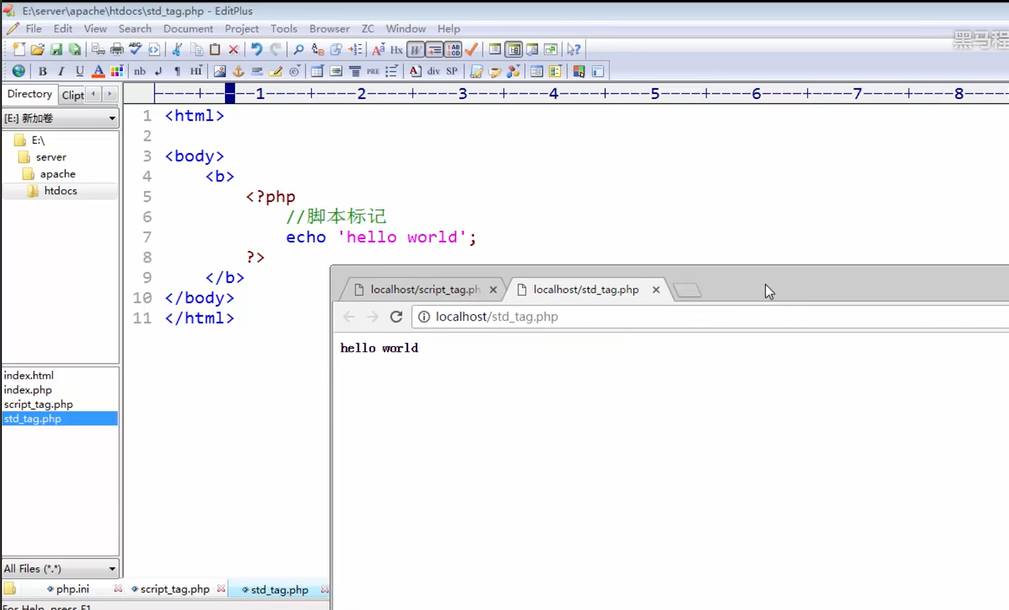 E:\server\apache\htdocs\std_tag.php - EditPlus
File Edit View Search Document Project Tools Browser ZC Window Help
黑马程
Directory Clipt
----+----1----+----2----+----3----+----4----+----5----+----6----+----7----+----8----
[E:] 新加卷
E:\
server
apache
htdocs
1 <html>
2
3 <body>
4 <b>
5 <?php
6 //脚本标记
7 echo 'hello world';
8 ?>
9 </b>
10 </body>
11 </html>
localhost/script_tag.ph
localhost/std_tag.php
localhost/std_tag.php
hello world
index.html
index.php
script_tag.php
std_tag.php
All Files (*.*)
php.ini script_tag.php std_tag.php
For Help, press F1